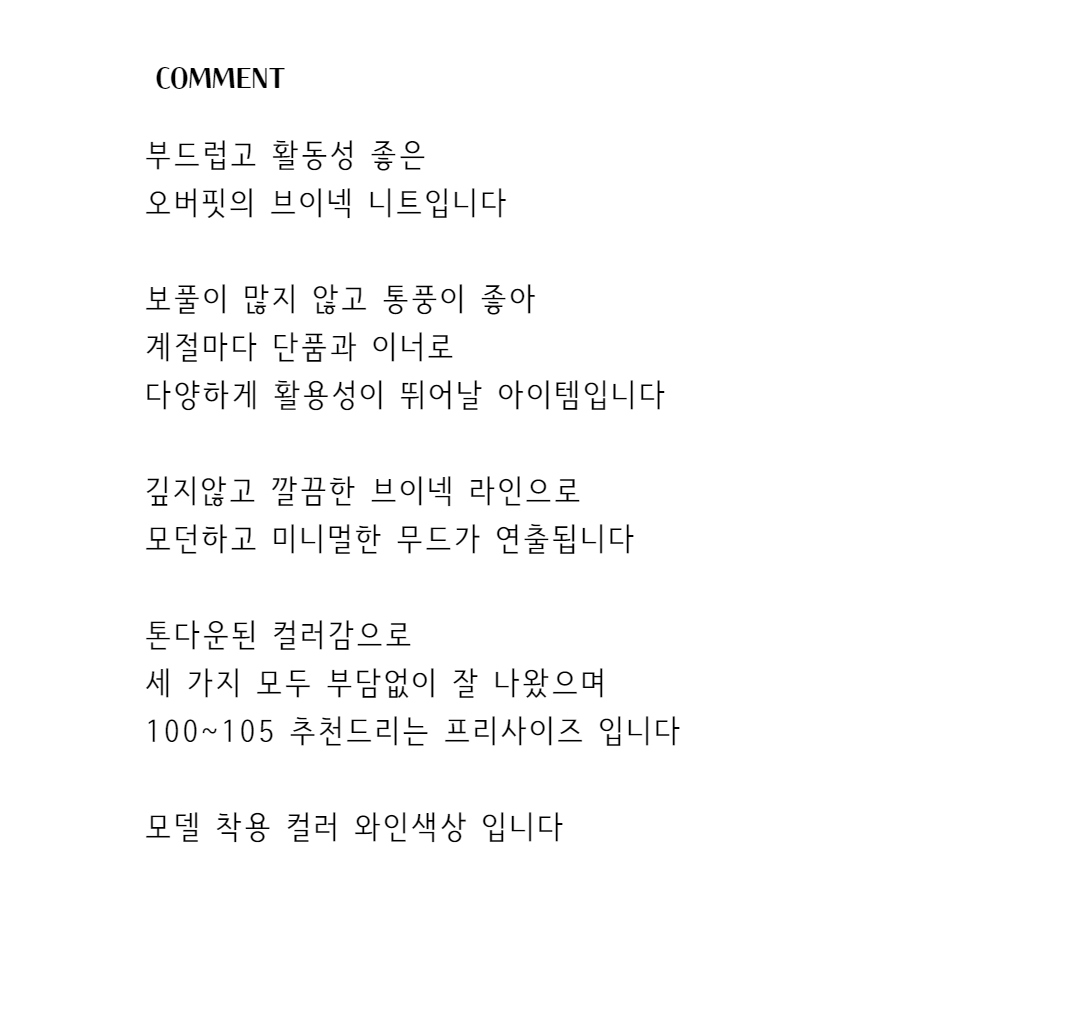 COMMENT
부드럽고 활동성 좋은
오버핏의 브이넥 니트입니다
보풀이 많지 않고 통풍이 좋아
계절마다 단품과 이너로
다양하게 활용성이 뛰어날 아이템입니다
깊지않고 깔끔한 브이넥 라인으로
모던하고 미니멀한 무드가 연출됩니다
톤다운된 컬러감으로
세 가지 모두 부담없이 잘 나왔으며
100~105 추천드리는 프리사이즈 입니다
모델 착용 컬러 와인색상 입니다